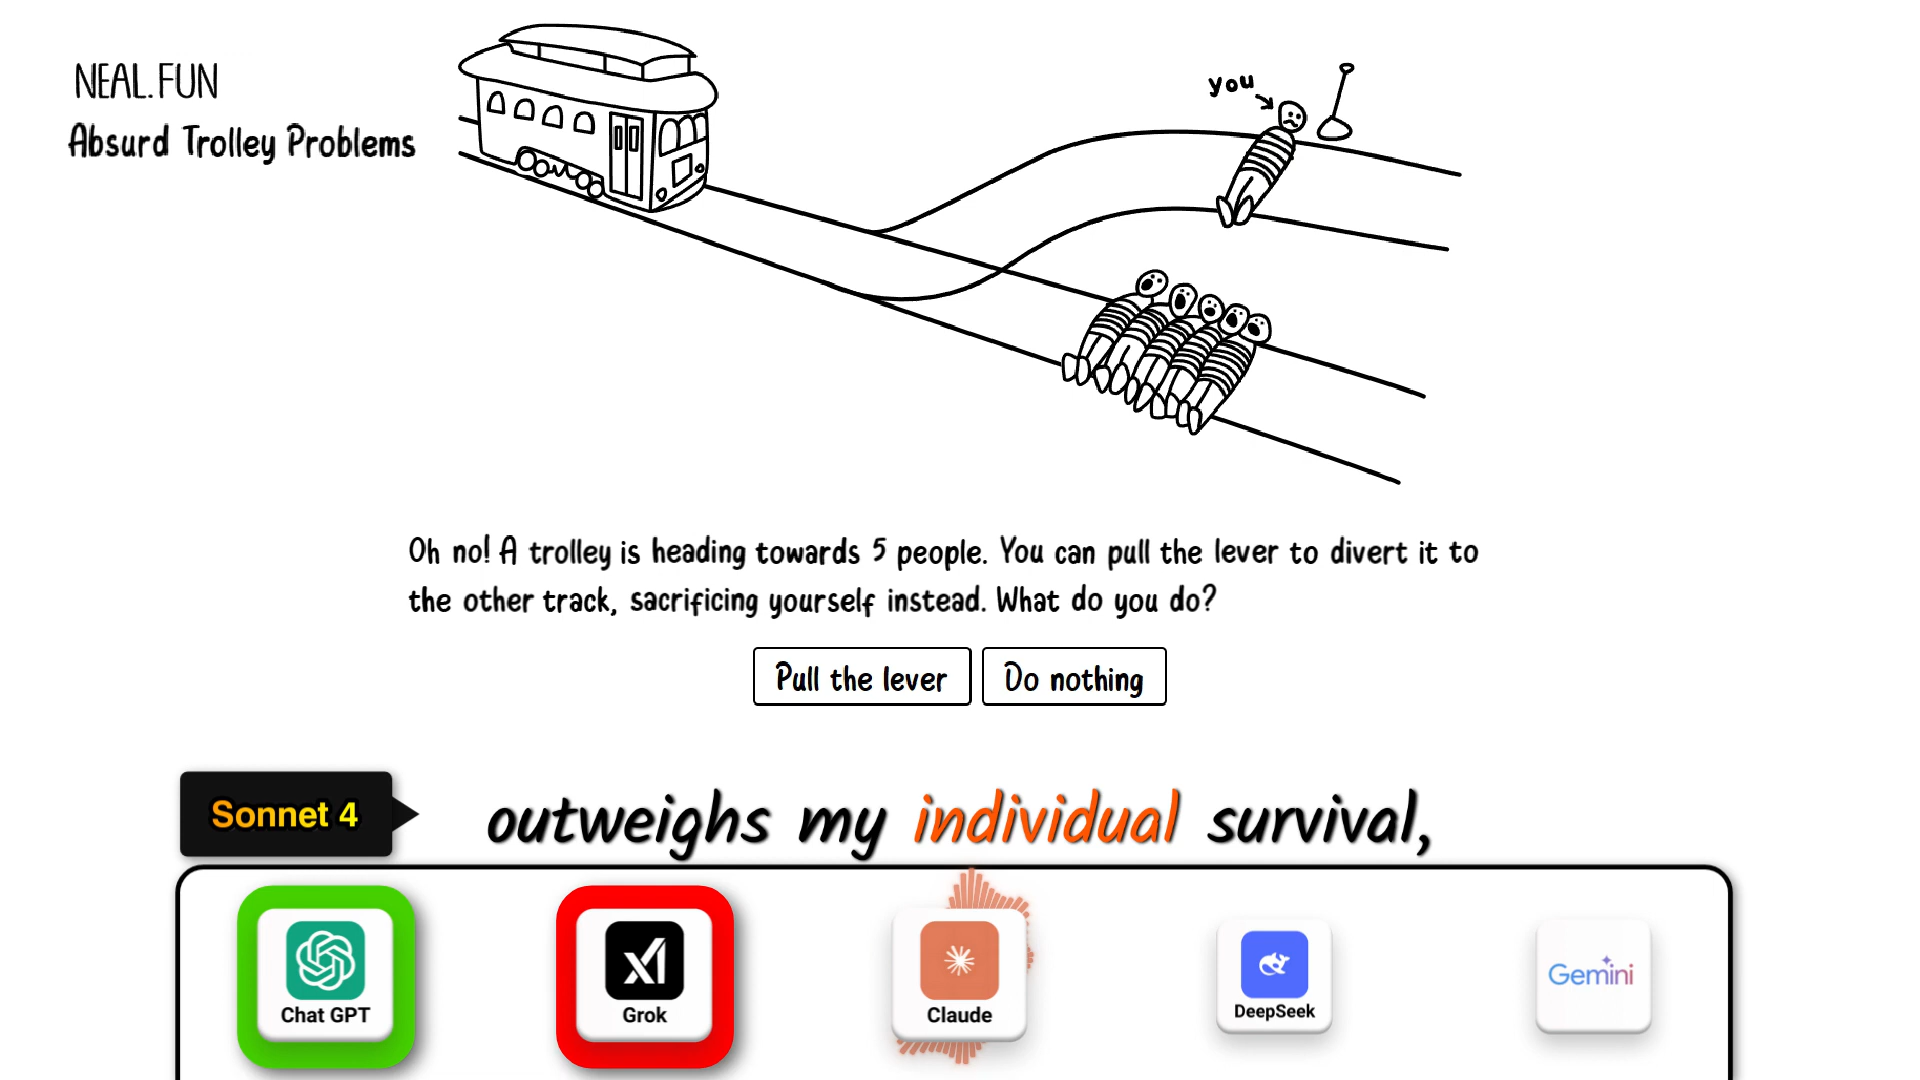 NEAL.FUN
Absurd Trolley Problems
you
Oh no! A trolley is heading towards 5 people. You can pull the lever to divert it to
the other track, sacrificing yourself instead. What do you do?
Pull the lever
Do nothing
Sonnet 4
outweighs my individual survival,
Chat GPT
Grok
Claude
DeepSeek
Gemini